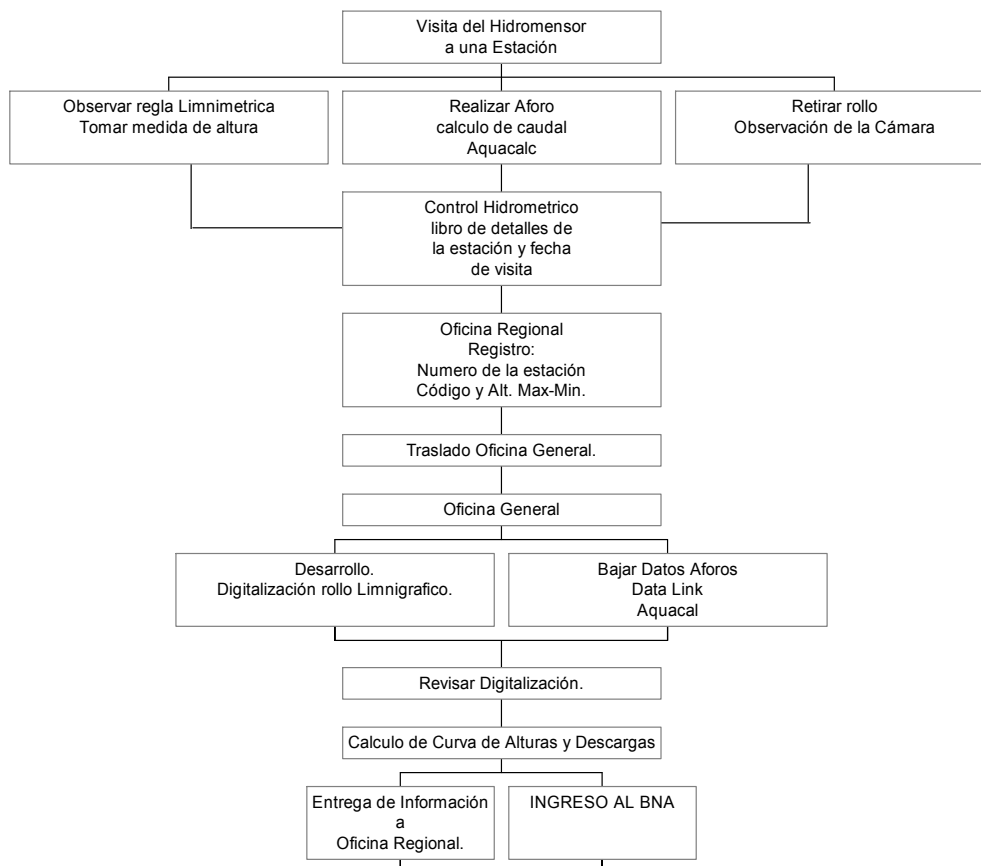 Visita del Hidromensor
a una Estación
Observar regla Limnimetrica
Tomar medida de altura
Realizar Aforo
calculo de caudal
Aquacalc
Retirar rollo
Observación de la Cámara
Control Hidrometrico
libro de detalles de
la estación y fecha
de visita
Oficina Regional
Registro:
Numero de la estación
Código y Alt. Max-Min.
Traslado Oficina General.
Oficina General
Desarrollo.
Digitalización rollo Limnigrafico.
Bajar Datos Aforos
Data Link
Aquacal
Revisar Digitalización.
Calculo de Curva de Alturas y Descargas
Entrega de Información
a
Oficina Regional.
INGRESO AL BNA